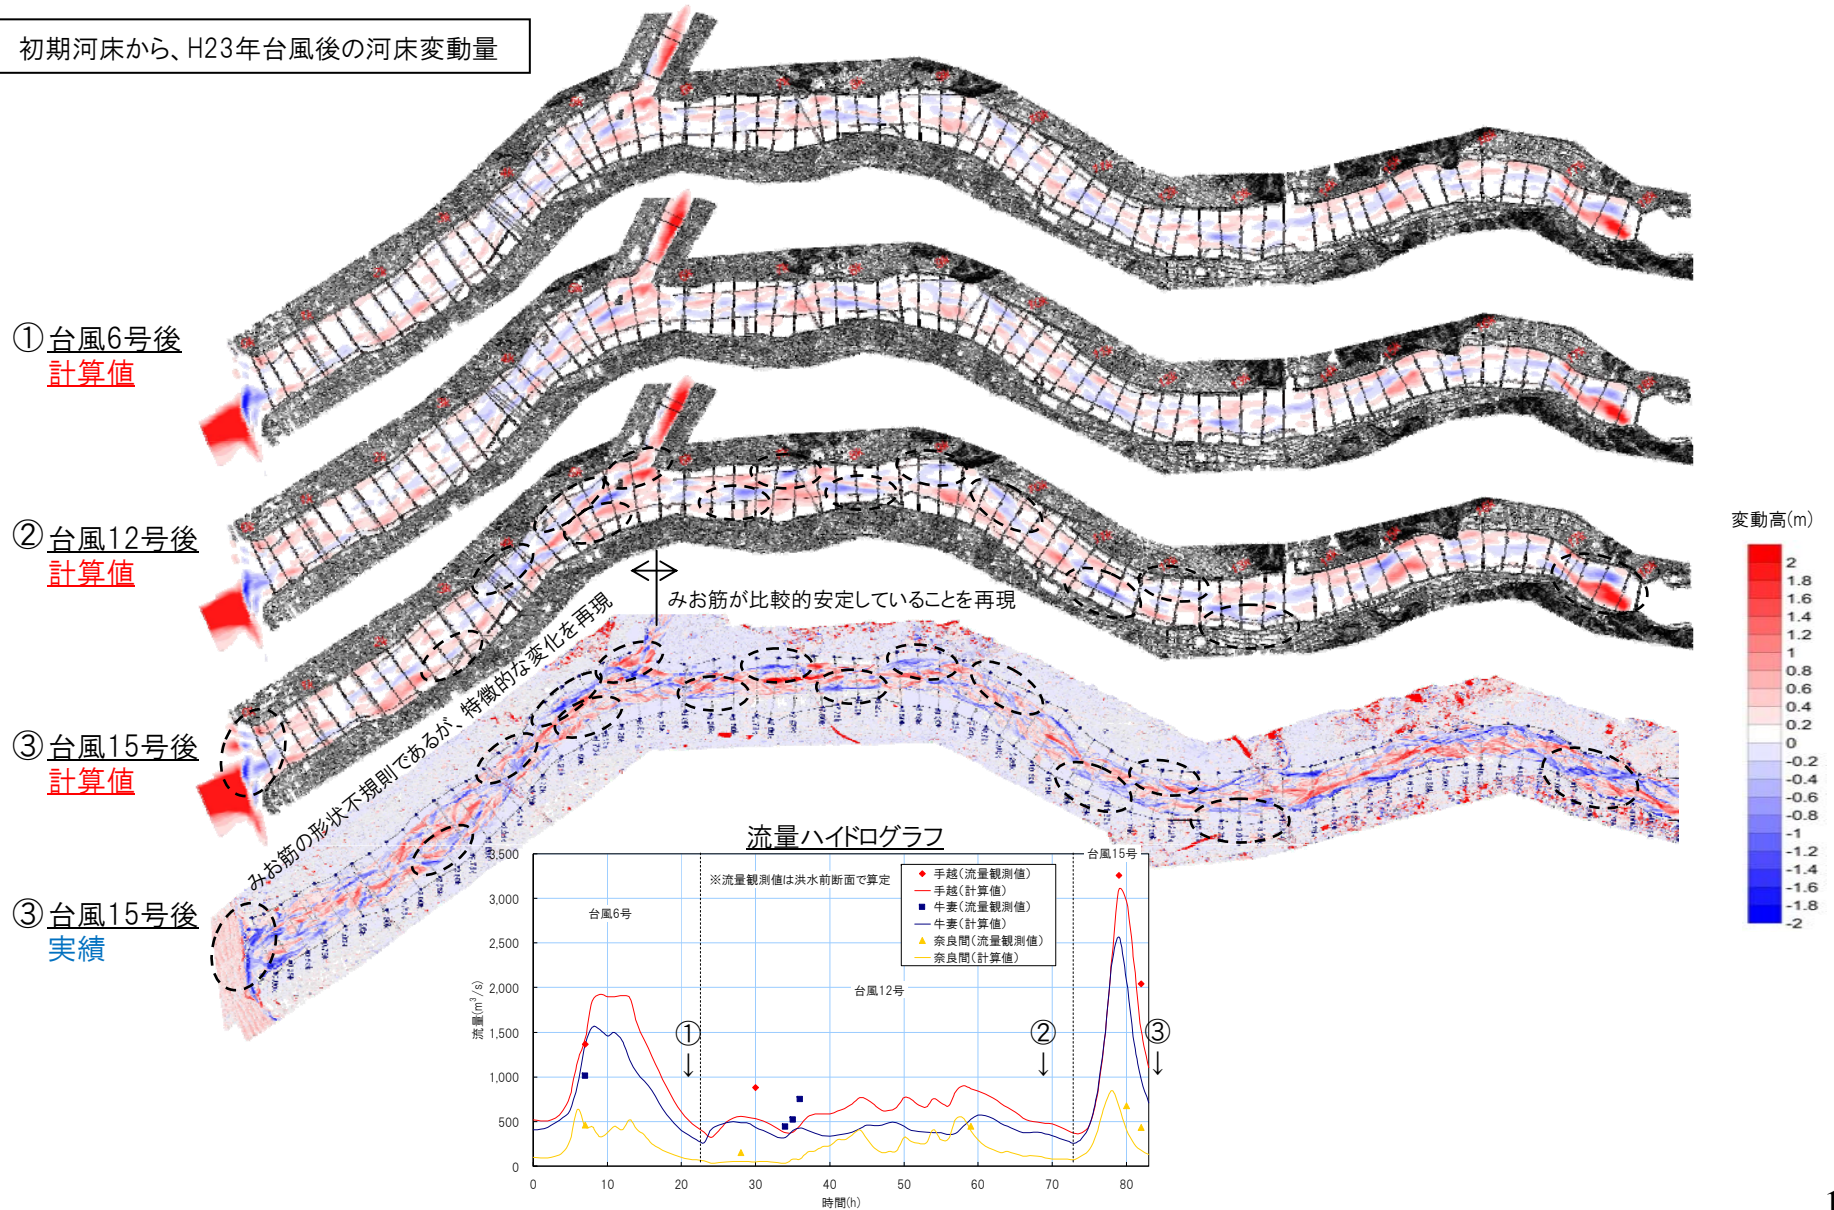 初期河床から、H23年台風後の河床変動量
①台風6号後
計算値
②台風12号後
計算値
③台風15号後
計算値
③台風15号後
実績
みお筋が比較的安定していることを再現
みお筋の形状不規則であるが、特徴的な変化を再現
変動高(m)
2
1.8
1.6
1.4
1.2
1
0.8
0.6
0.4
0.2
0
-0.2
-0.4
-0.6
-0.8
-1
-1.2
-1.4
-1.6
-1.8
-2
流量ハイドログラフ
※流量観測値は洪水前断面で算定
手越(流量観測値)
手越(計算値)
牛妻(流量観測値)
牛妻(計算値)
奈良間(流量観測値)
奈良間(計算値)
台風6号
台風12号
台風15号
①
②
③
流量(m³/s)
3,500
3,000
2,500
2,000
1,500
1,000
500
0
0 10 20 30 40 50 60 70 80
時間(h)
1